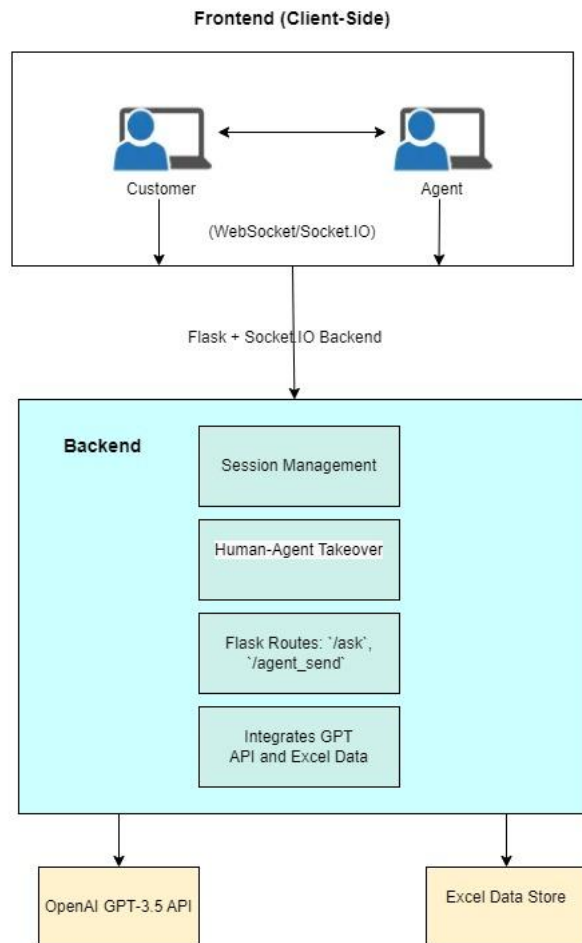 Frontend (Client-Side)
Customer
Agent
(WebSocket/Socket.IO)
Flask + Socket.IO Backend
Backend
Session Management
Human-Agent Takeover
Flask Routes: `/ask`,
`/agent_send`
Integrates GPT
API and Excel Data
OpenAI GPT-3.5 API
Excel Data Store